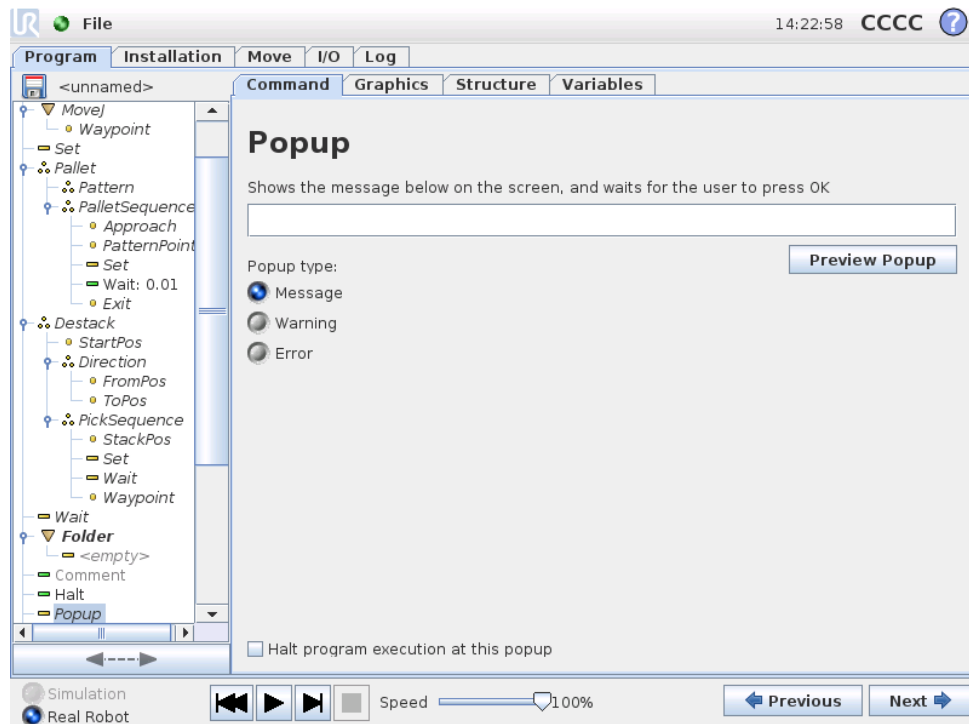 UR File 14:22:58 CCCC ?
Program Installation Move I/O Log
<unnamed>
Command Graphics Structure Variables
MoveJ
Waypoint
Set
Pallet
Pattern
PalletSequence
Approach
PatternPoint
Set
Wait: 0.01
Exit
Destack
StartPos
Direction
FromPos
ToPos
PickSequence
StackPos
Set
Wait
Waypoint
Wait
Folder
<empty>
Comment
Halt
Popup
Popup
Shows the message below on the screen, and waits for the user to press OK
Preview Popup
Popup type:
Message
Warning
Error
Halt program execution at this popup
Simulation
Real Robot
Speed 100%
Previous Next